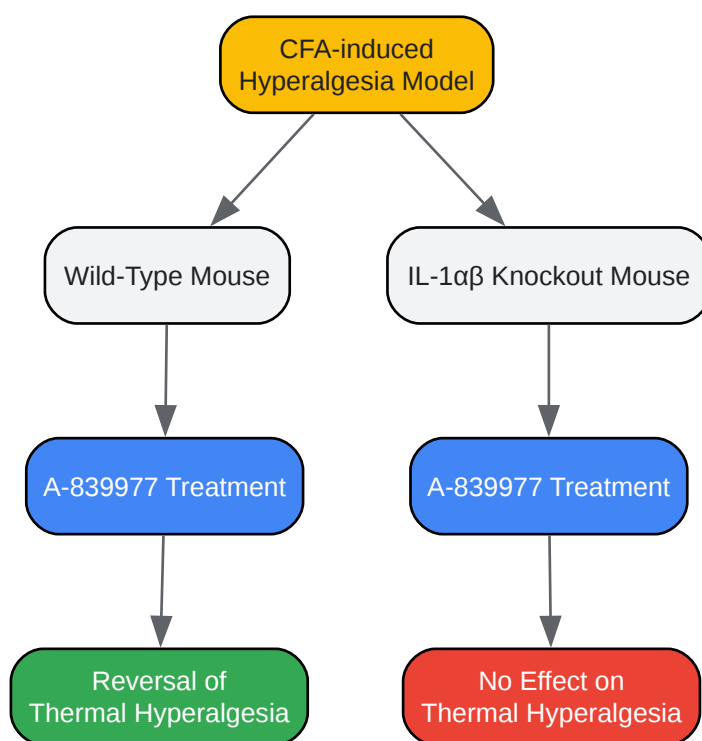 CFA-induced
Hyperalgesia Model
Wild-Type Mouse
IL-1αβ Knockout Mouse
A-839977 Treatment
A-839977 Treatment
Reversal of
Thermal Hyperalgesia
No Effect on
Thermal Hyperalgesia